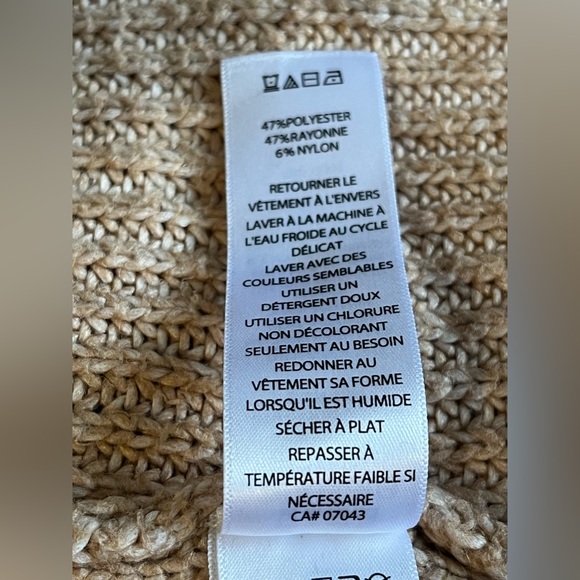 47%POLYESTER
47%RAYONNE
6% NYLON
RETOURNER LE
VÊTEMENT À L'ENVERS
LAVER À LA MACHINE À
L'EAU FROIDE AU CYCLE
DÉLICAT
LAVER AVEC DES
COULEURS SEMBLABLES
UTILISER UN
DÉTERGENT DOUX
UTILISER UN CHLORURE
NON DÉCOLORANT
SEULEMENT AU BESOIN
REDONNER AU
VÊTEMENT SA FORME
LORSQU'IL EST HUMIDE
SÉCHER À PLAT
REPASSER À
TEMPÉRATURE FAIBLE SI
NÉCESSAIRE
CA# 07043